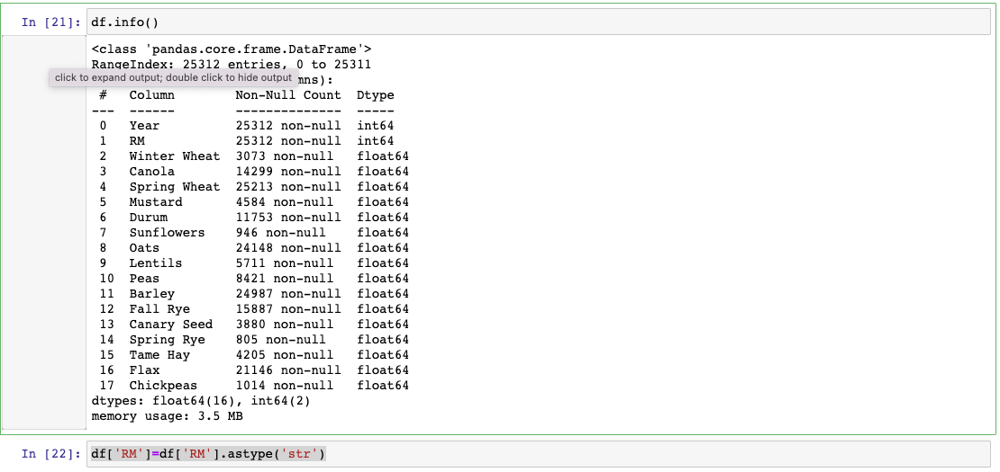 In [21]: df.info()
<class 'pandas.core.frame.DataFrame'>
RangeIndex: 25312 entries, 0 to 25311
click to expand output; double click to hide output mns):
#   Column        Non-Null Count  Dtype
---  ------        --------------  -----
0   Year          25312 non-null  int64
1   RM            25312 non-null  int64
2   Winter Wheat  3073 non-null   float64
3   Canola        14299 non-null  float64
4   Spring Wheat  25213 non-null  float64
5   Mustard       4584 non-null   float64
6   Durum         11753 non-null  float64
7   Sunflowers    946 non-null    float64
8   Oats          24148 non-null  float64
9   Lentils       5711 non-null   float64
10  Peas          8421 non-null   float64
11  Barley        24987 non-null  float64
12  Fall Rye      15887 non-null  float64
13  Canary Seed   3880 non-null   float64
14  Spring Rye    805 non-null    float64
15  Tame Hay      4205 non-null   float64
16  Flax          21146 non-null  float64
17  Chickpeas     1014 non-null   float64
dtypes: float64(16), int64(2)
memory usage: 3.5 MB
In [22]: df['RM']=df['RM'].astype('str')